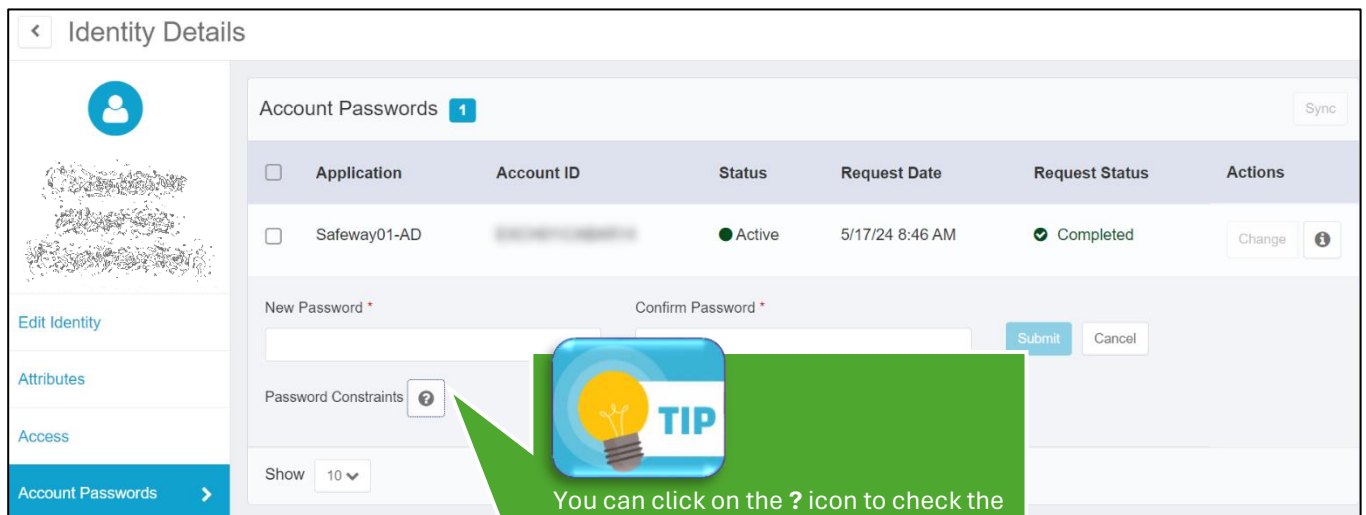 Identity Details
Account Passwords 1
Sync
Application Account ID Status Request Date Request Status Actions
Safeway01-AD Active 5/17/24 8:46 AM Completed Change
New Password * Confirm Password *
Submit Cancel
Edit Identity
Attributes
Password Constraints ?
TIP
Access
Show 10
Account Passwords
You can click on the ? icon to check the